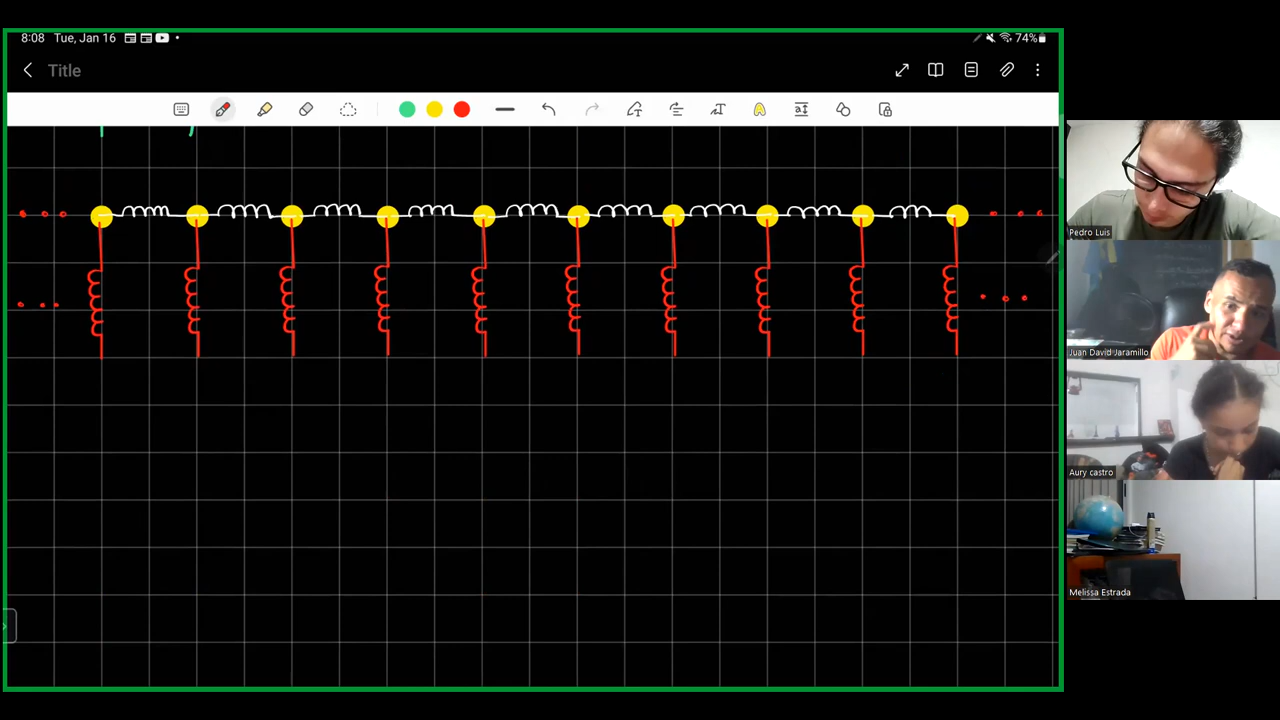 8:08 Tue, Jan 16 74%
Title
Pedro Luis
Juan David Jaramillo
Aury castro
Melissa Estrada